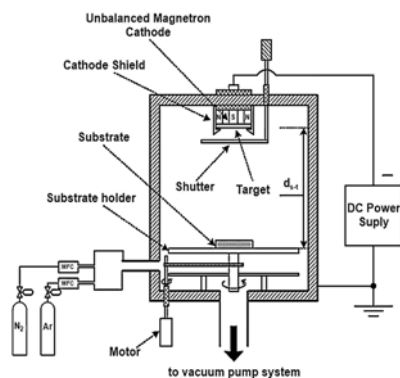 Unbalanced Magnetron
Cathode
Cathode Shield
N
S
N
Substrate
Shutter
Target
d s-t
Substrate holder
DC Power
Suply
MFC
MFC
N2
Ar
Motor
to vacuum pump system